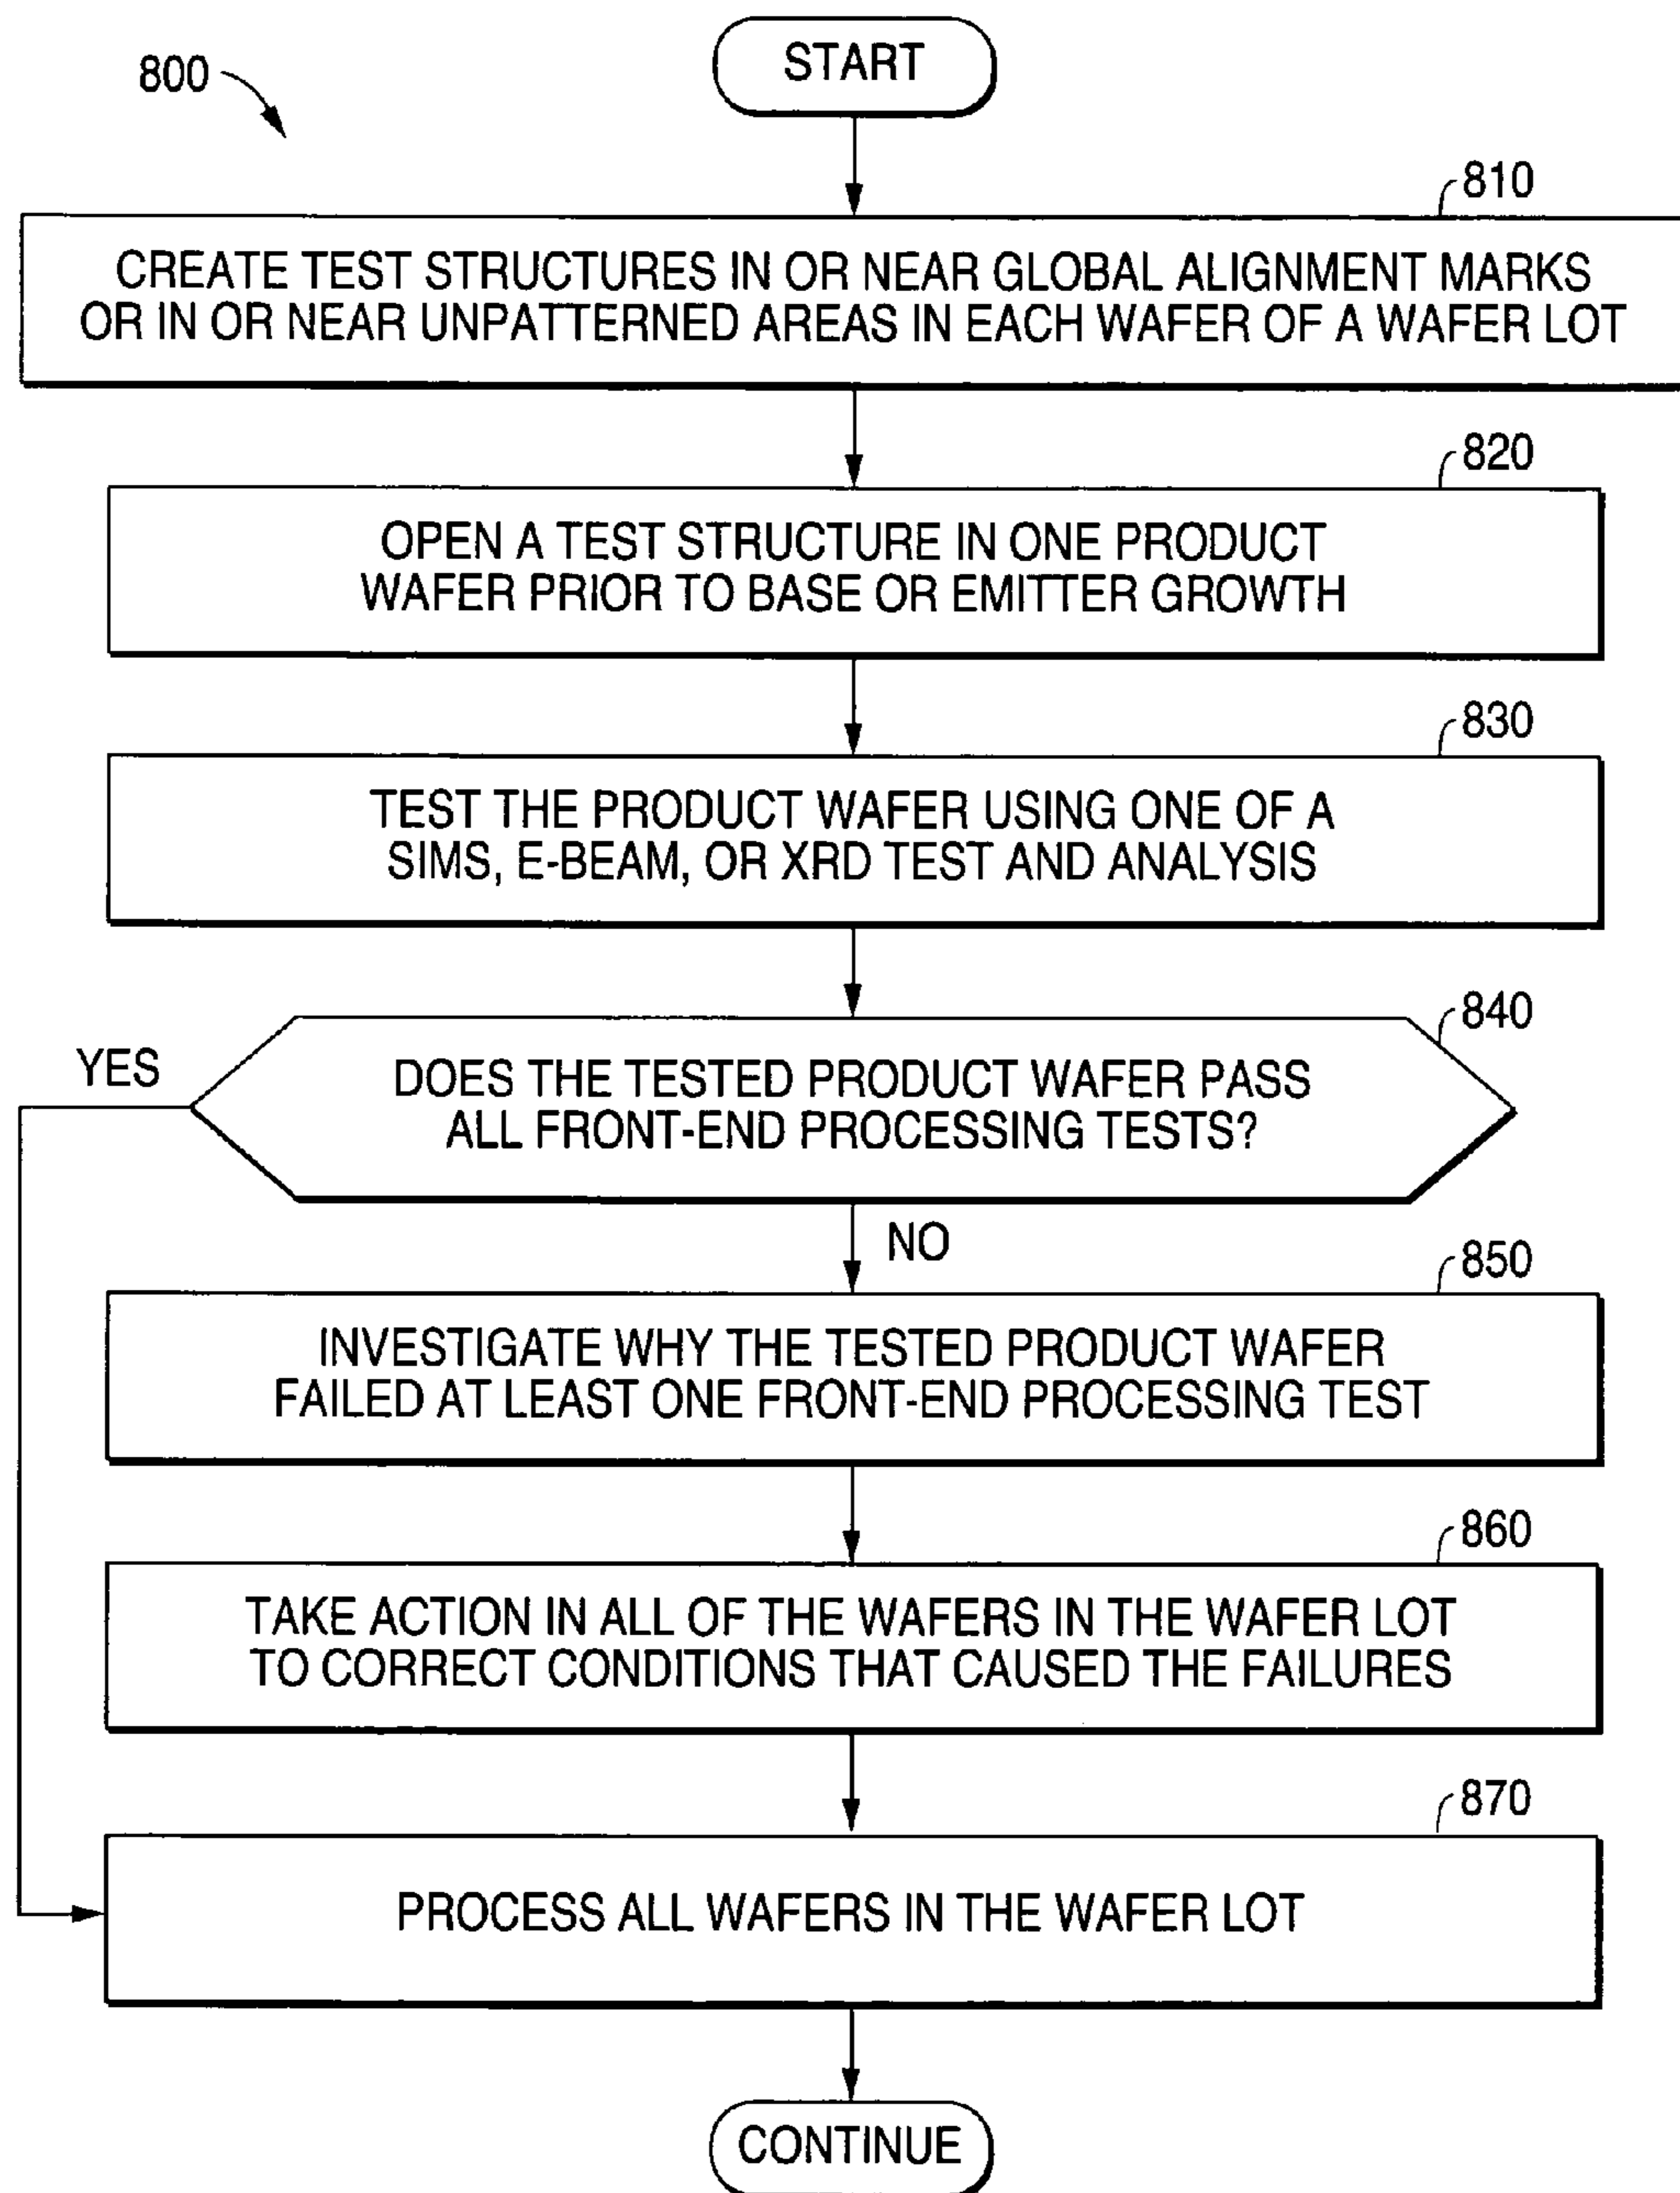 START
800
810
CREATE TEST STRUCTURES IN OR NEAR GLOBAL ALIGNMENT MARKS
OR IN OR NEAR UNPATTERNED AREAS IN EACH WAFER OF A WAFER LOT
820
OPEN A TEST STRUCTURE IN ONE PRODUCT
WAFER PRIOR TO BASE OR EMITTER GROWTH
830
TEST THE PRODUCT WAFER USING ONE OF A
SIMS, E-BEAM, OR XRD TEST AND ANALYSIS
840
YES
DOES THE TESTED PRODUCT WAFER PASS
ALL FRONT-END PROCESSING TESTS?
NO
850
INVESTIGATE WHY THE TESTED PRODUCT WAFER
FAILED AT LEAST ONE FRONT-END PROCESSING TEST
860
TAKE ACTION IN ALL OF THE WAFERS IN THE WAFER LOT
TO CORRECT CONDITIONS THAT CAUSED THE FAILURES
870
PROCESS ALL WAFERS IN THE WAFER LOT
CONTINUE